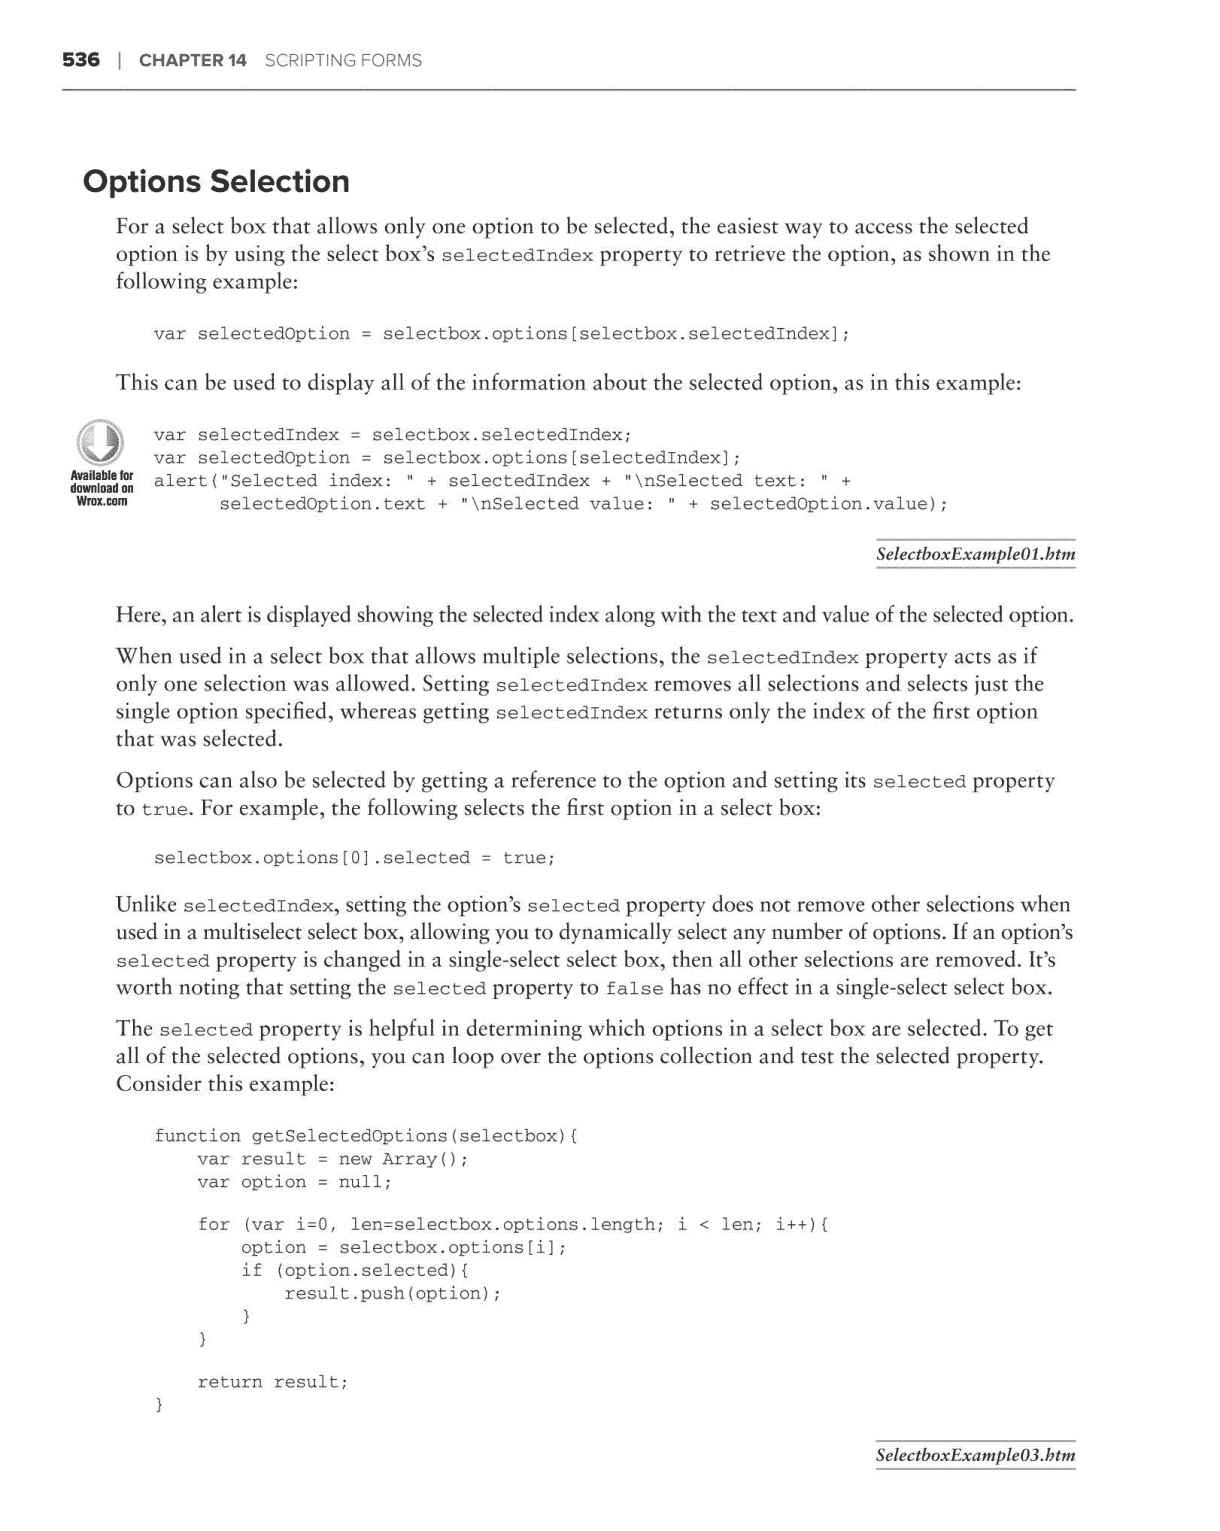 536 | CHAPTER 14 SCRIPTING FORMS
Options Selection
For a select box that allows only one option to be selected, the easiest way to access the selected
option is by using the select box’s selectedIndex property to retrieve the option, as shown in the
following example:
var selectedOption = selectbox.options[selectbox.selectedIndex];
This can be used to display all of the information about the selected option, as in this example:
var selectedIndex = selectbox.selectedIndex;
var selectedOption = selectbox.options[selectedIndex];
alert("Selected index: " + selectedIndex + "\nSelected text: " +
selectedOption.text + "\nSelected value: " + selectedOption.value);
Available for
download on
Wrox.com
SelectboxExample01.htm
Here, an alert is displayed showing the selected index along with the text and value of the selected option.
When used in a select box that allows multiple selections, the selectedIndex property acts as if
only one selection was allowed. Setting selectedIndex removes all selections and selects just the
single option specified, whereas getting selectedIndex returns only the index of the first option
that was selected.
Options can also be selected by getting a reference to the option and setting its selected property
to true. For example, the following selects the first option in a select box:
selectbox.options[0].selected = true;
Unlike selectedIndex, setting the option’s selected property does not remove other selections when
used in a multiselect select box, allowing you to dynamically select any number of options. If an option’s
selected property is changed in a single-select select box, then all other selections are removed. It’s
worth noting that setting the selected property to false has no effect in a single-select select box.
The selected property is helpful in determining which options in a select box are selected. To get
all of the selected options, you can loop over the options collection and test the selected property.
Consider this example:
function getSelectedOptions(selectbox){
var result = new Array();
var option = null;
for (var i=0, len=selectbox.options.length; i < len; i++){
option = selectbox.options[i];
if (option.selected){
result.push(option);
}
}
return result;
}
SelectboxExample03.htm